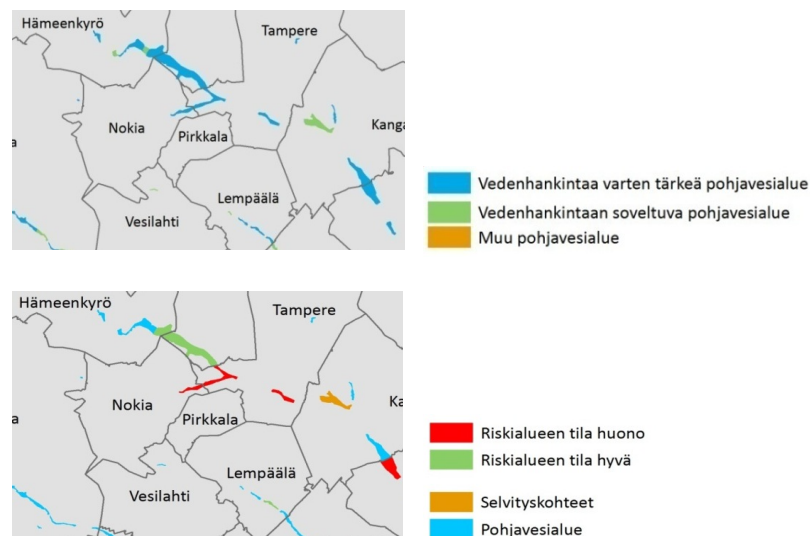 Hämeenkyrö
Tampere
Nokia
Pirkkala
Kanga
a
Lempäälä
Vesilahti
Vedenhankintaa varten tärkeä pohjavesialue
Vedenhankintaan soveltuva pohjavesialue
Muu pohjavesialue
Hämeenkyrö
Tampere
Nokia
Pirkkala
Ka
a
Lempäälä
Vesilahti
Riskialueen tila huono
Riskialueen tila hyvä
Selvityskohteet
Pohjavesialue